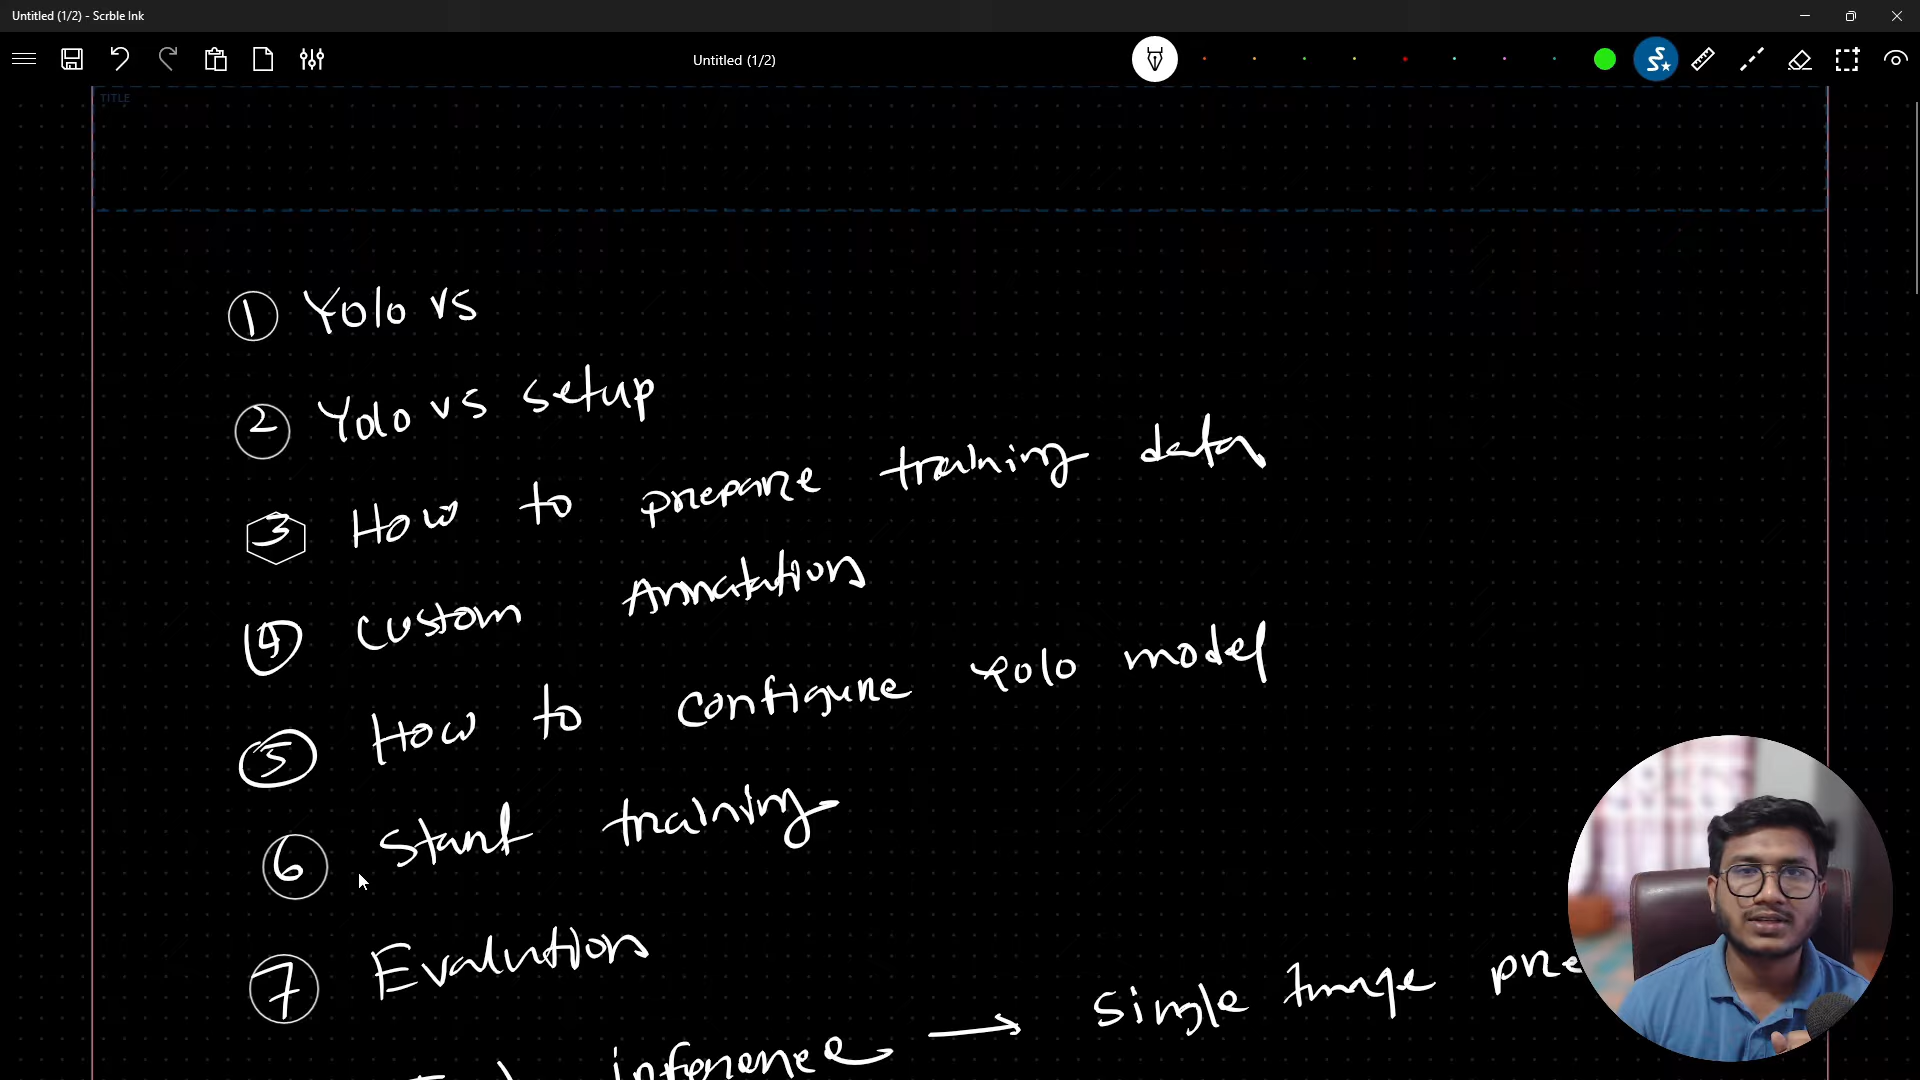 Untitled (1/2) - Scrble Ink
Untitled (1/2)
TITLE
1 Yolo v5
2 Yolo v5 setup
3 How to prepare training data
4 Custom Annotation
5 How to configure Yolo model
6 Start training
7 Evalution
inference → Single Image pre